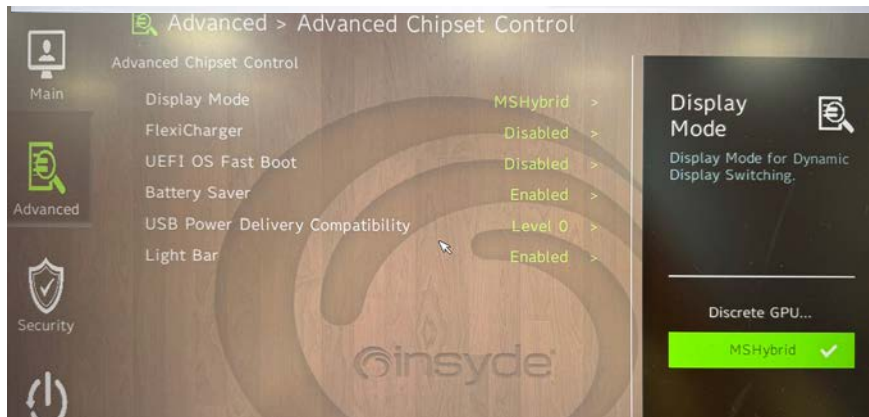 Advanced > Advanced Chipset Control
Main
Advanced
Security
Advanced Chipset Control
Display Mode MSHybrid >
FlexiCharger Disabled >
UEFI OS Fast Boot Disabled >
Battery Saver Enabled >
USB Power Delivery Compatibility Level 0 >
Light Bar Enabled >
insyde
Display
Mode
Display Mode for Dynamic
Display Switching.
Discrete GPU...
MSHybrid